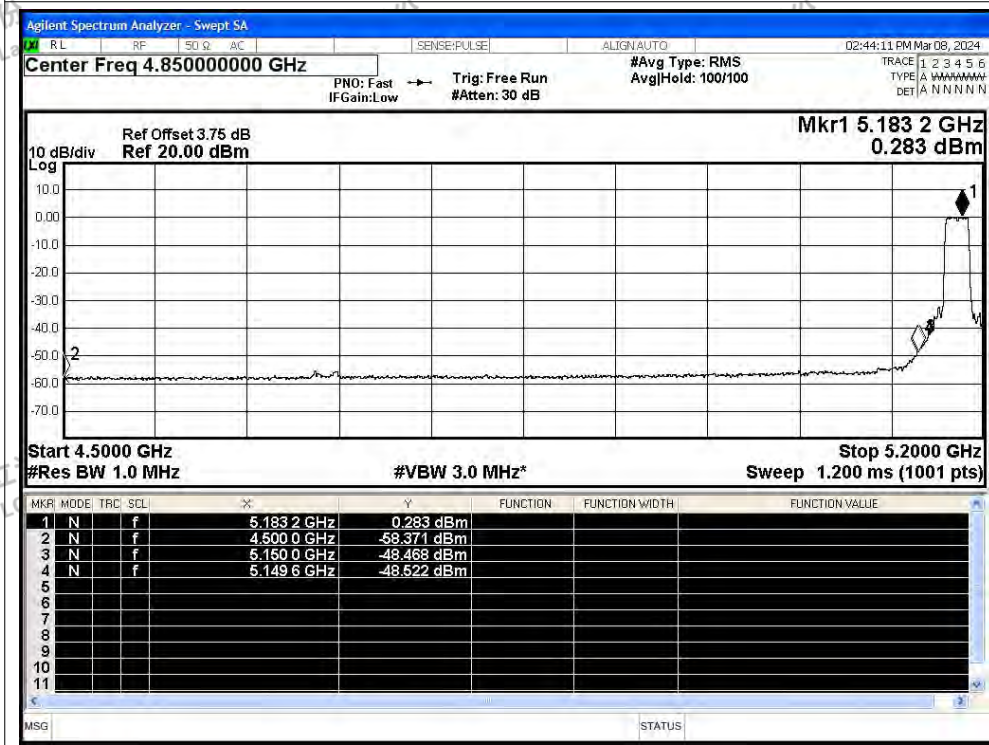 Agilent Spectrum Analyzer - Swept SA
RL RF 50 Ω AC SENSE:PULSE ALIGN AUTO 02:44:11 PM Mar 08, 2024
Center Freq 4.850000000 GHz
PNO: Fast
IFGain:Low
Trig: Free Run
#Atten: 30 dB
#Avg Type: RMS
Avg|Hold: 100/100
TRACE 1 2 3 4 5 6
TYPE A WWWWW
DET A N N N N N
Mkr1 5.183 2 GHz
0.283 dBm
Ref Offset 3.75 dB
10 dB/div Ref 20.00 dBm
Log
1
10.0
0.00
-10.0
-20.0
-30.0
-40.0
-50.0
2
-60.0
-70.0
Start 4.5000 GHz Stop 5.2000 GHz
#Res BW 1.0 MHz #VBW 3.0 MHz* Sweep 1.200 ms (1001 pts)
MKR MODE TRC SCL X Y FUNCTION FUNCTION WIDTH FUNCTION VALUE
1 N f 5.183 2 GHz 0.283 dBm
2 N f 4.500 0 GHz -58.371 dBm
3 N f 5.150 0 GHz -48.468 dBm
4 N f 5.149 6 GHz -48.522 dBm
5
6
7
8
9
10
11
MSG STATUS